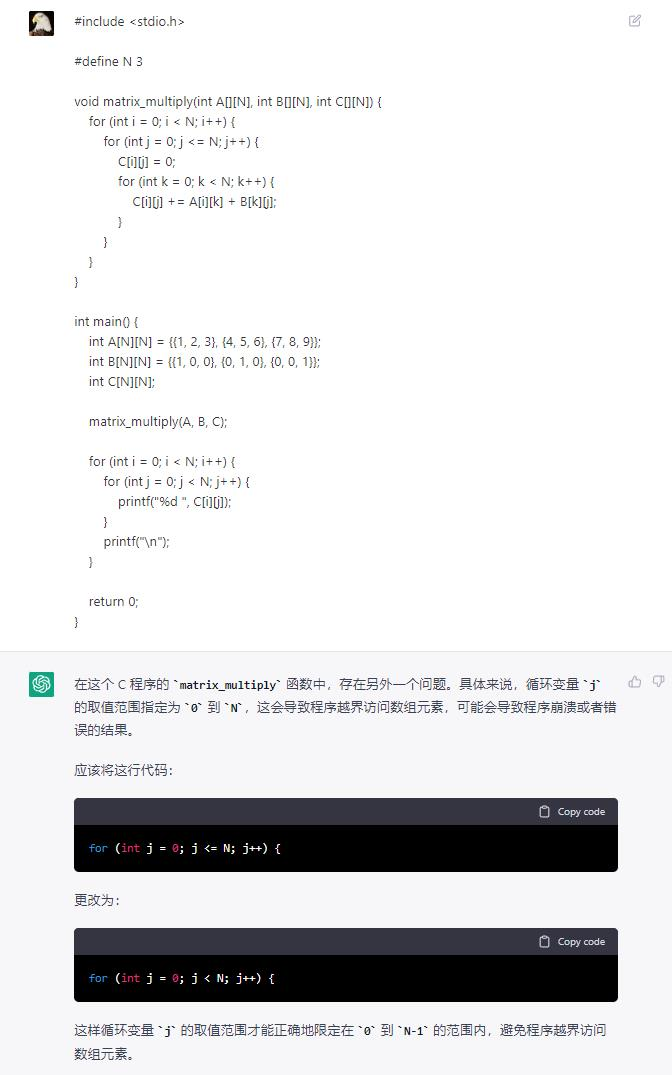 #include <stdio.h>
#define N 3
void matrix_multiply(int A[][N], int B[][N], int C[][N]) {
for (int i = 0; i < N; i++) {
for (int j = 0; j <= N; j++) {
C[i][j] = 0;
for (int k = 0; k < N; k++) {
C[i][j] += A[i][k] + B[k][j];
}
}
}
}
int main() {
int A[N][N] = {{1, 2, 3}, {4, 5, 6}, {7, 8, 9}};
int B[N][N] = {{1, 0, 0}, {0, 1, 0}, {0, 0, 1}};
int C[N][N];
matrix_multiply(A, B, C);
for (int i = 0; i < N; i++) {
for (int j = 0; j < N; j++) {
printf("%d ", C[i][j]);
}
printf("\n");
}
return 0;
}
在这个 C 程序的 `matrix_multiply` 函数中，存在另外一个问题。具体来说，循环变量 `j`
的取值范围指定为 `0` 到 `N`，这会导致程序越界访问数组元素，可能会导致程序崩溃或者错
误的结果。
应该将这行代码：
Copy code
for (int j = 0; j <= N; j++) {
更改为：
Copy code
for (int j = 0; j < N; j++) {
这样循环变量 `j` 的取值范围才能正确地限定在 `0` 到 `N-1` 的范围内，避免程序越界访问
数组元素。